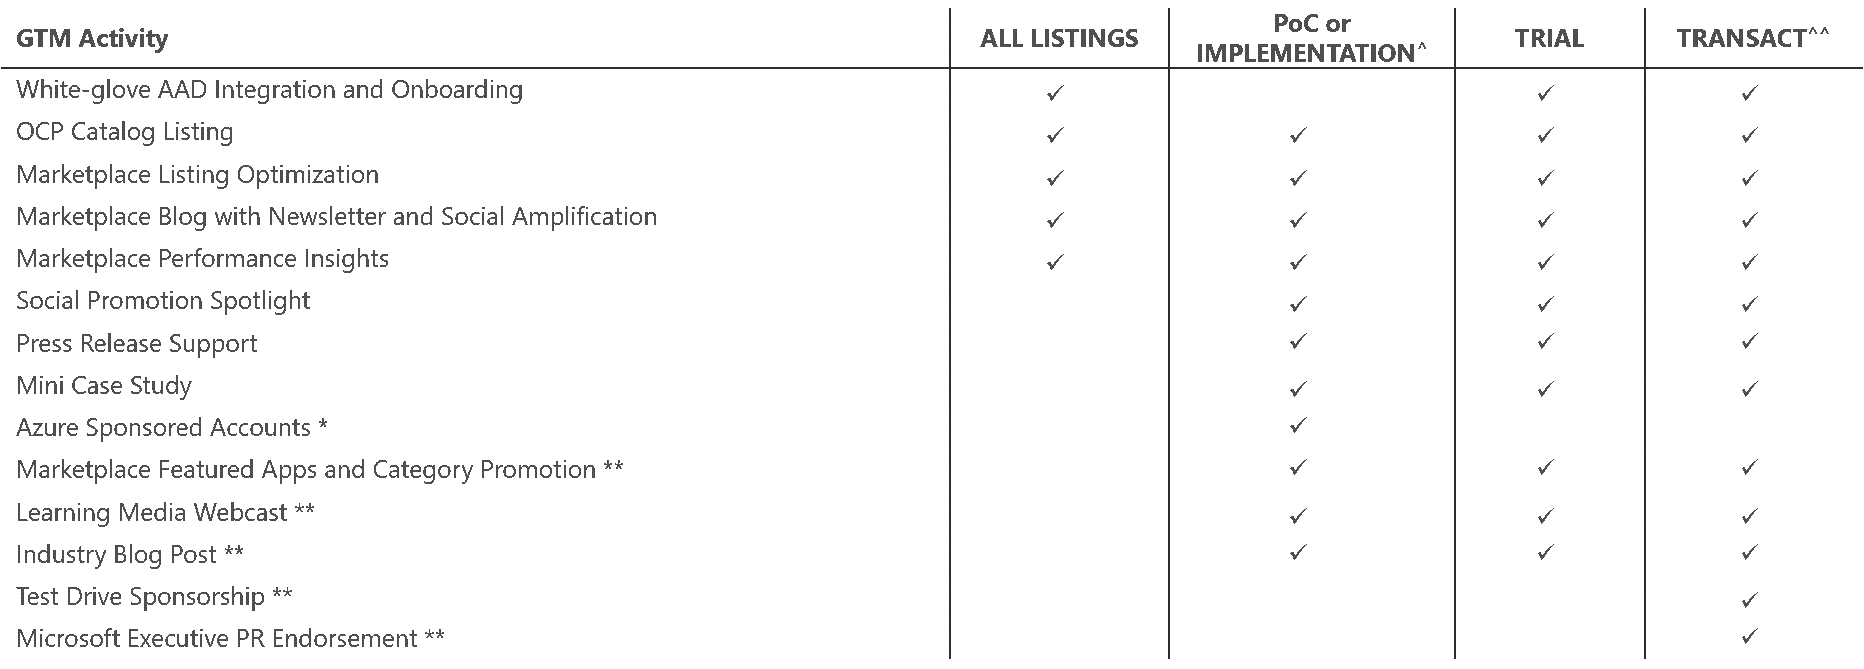 GTM Activity ALL LISTINGS PoC or IMPLEMENTATION^ TRIAL TRANSACT^^
White-glove AAD Integration and Onboarding ✓ ✓ ✓
OCP Catalog Listing ✓ ✓ ✓ ✓
Marketplace Listing Optimization ✓ ✓ ✓ ✓
Marketplace Blog with Newsletter and Social Amplification ✓ ✓ ✓ ✓
Marketplace Performance Insights ✓ ✓ ✓ ✓
Social Promotion Spotlight ✓ ✓ ✓
Press Release Support ✓ ✓ ✓
Mini Case Study ✓ ✓ ✓
Azure Sponsored Accounts * ✓
Marketplace Featured Apps and Category Promotion ** ✓ ✓ ✓
Learning Media Webcast ** ✓ ✓ ✓
Industry Blog Post ** ✓ ✓ ✓
Test Drive Sponsorship ** ✓
Microsoft Executive PR Endorsement ** ✓